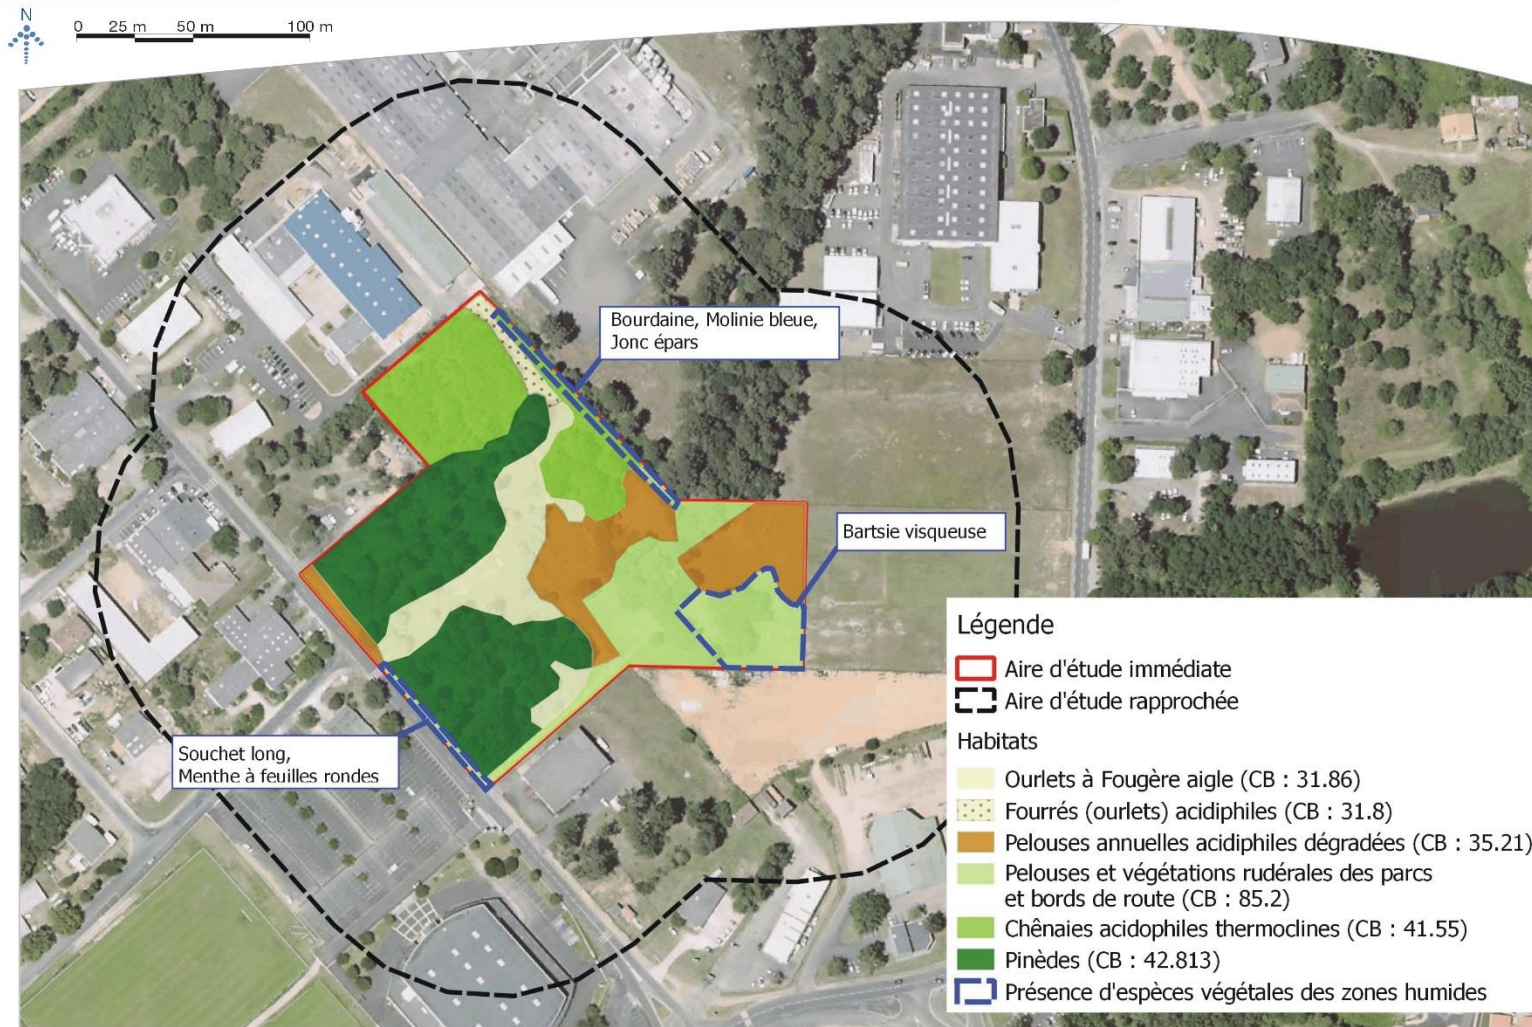 N
0 25 m 50 m 100 m
Bourdaine, Molinie bleue,
Jonc épars
Bartsie visqueuse
Souchet long,
Menthe à feuilles rondes
Légende
Aire d'étude immédiate
Aire d'étude rapprochée
Habitats
Ourlets à Fougère aigle (CB : 31.86)
Fourrés (ourlets) acidiphiles (CB : 31.8)
Pelouses annuelles acidiphiles dégradées (CB : 35.21)
Pelouses et végétations rudérales des parcs
et bords de route (CB : 85.2)
Chênaies acidophiles thermoclines (CB : 41.55)
Pinèdes (CB : 42.813)
Présence d'espèces végétales des zones humides